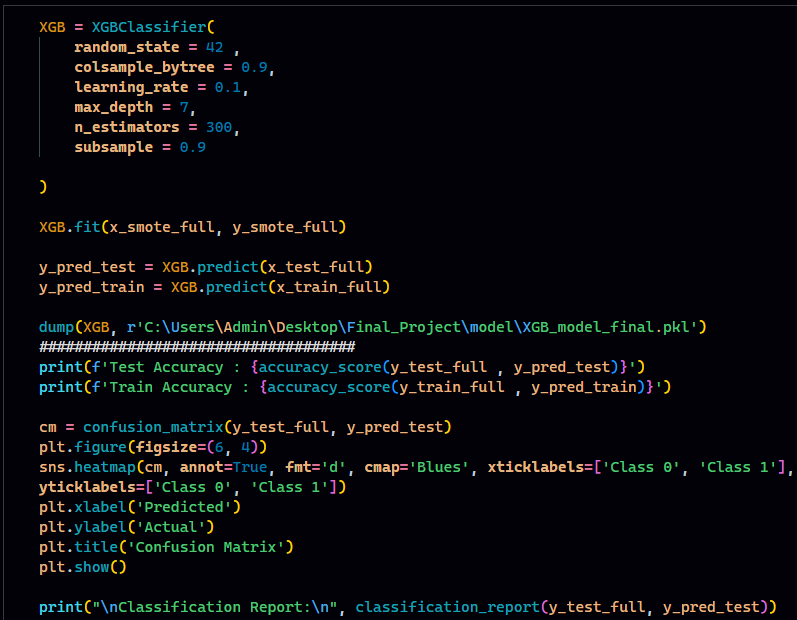 XGB = XGBClassifier(
    random_state = 42 ,
    colsample_bytree = 0.9,
    learning_rate = 0.1,
    max_depth = 7,
    n_estimators = 300,
    subsample = 0.9
)
XGB.fit(x_smote_full, y_smote_full)
y_pred_test = XGB.predict(x_test_full)
y_pred_train = XGB.predict(x_train_full)
dump(XGB, r'C:\Users\Admin\Desktop\Final_Project\model\XGB_model_final.pkl')
####################################
print(f'Test Accuracy : {accuracy_score(y_test_full , y_pred_test)}')
print(f'Train Accuracy : {accuracy_score(y_train_full , y_pred_train)}')
cm = confusion_matrix(y_test_full, y_pred_test)
plt.figure(figsize=(6, 4))
sns.heatmap(cm, annot=True, fmt='d', cmap='Blues', xticklabels=['Class 0', 'Class 1'],
yticklabels=['Class 0', 'Class 1'])
plt.xlabel('Predicted')
plt.ylabel('Actual')
plt.title('Confusion Matrix')
plt.show()
print("\nClassification Report:\n", classification_report(y_test_full, y_pred_test))